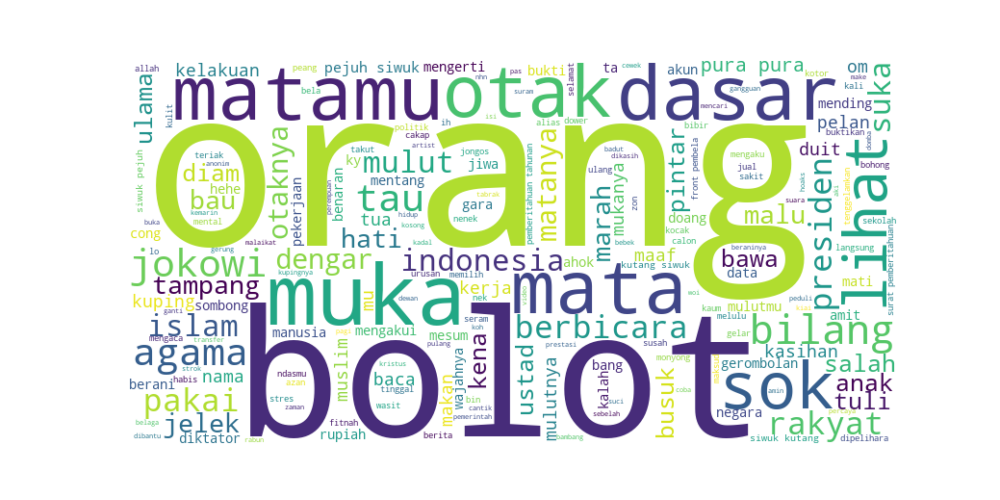 orang
bolot
matamu
otak
dasar
muka
mata
sok
lihat
jokowi
agama
bilang
berbicara
rakyat
indonesia
islam
pakai
jelek
tau
mulut
hati
dengar
tampang
presiden
suka
ulama
otaknya
matanya
pintar
malu
bawa
marah
kena
ustad
busuk
salah
anak
tuli
diam
bau
pura pura
kelakuan
pejuh siwuk
mengerti
bukti
ta
akun
om
mending
pelan
duit
kuping
sombong
nama
berani
diktator
cong
hehe
ky
jiwa
tua
gara
benaran
mentang
pekerjaan
mukanya
maaf
doang
ahok
kutang siwuk
data
mati
amit
kerja
mu
manusia
mengakui
mesum
muslim
baca
makan
wajahnya
mulutnya
bang
kalah
kasihan
gerombolan
negara
mulutmu
rupiah
fitnah
berita
stres
ndasmu
azan
zaman
tinggal
wasit
bin
cantik
pemerintah
seram
koh
nek
urusan
memilih
dewan
kupingnya
pulang
kristus
video
prestasi
susah
monyong
gelar
melulu
kaum
woi
peduli
langsung
calon
kocak
bebek
zon
beraninya
suara
hoaks
aki
sekolah
bohong
domba
kali
make
kotor
buktikan
tenggelamkan
surat pemberitahuan
dipelihara
siwuk kutang
amin
coba
sebelah
suci
habis
strok
transfer
mengaca
ganti
belaga
dibantu
rabun
gerung
malaikat
lo
buka
kemarin
mental
perempuan
anonim
teriak
siwuk pejuh
kulit
allah
peang
bela
politik
takut
cakap
artist
jongos
nenek
hidup
kosong
kadal
tabrak
ih
isi
alias
dower
suram
pas
nhn
selamat
cewek
gangguan
mencari
bibir
badut
dikasih
ulang
mengaku
jual
sakit
front pembela
pemberitahuan tahunan